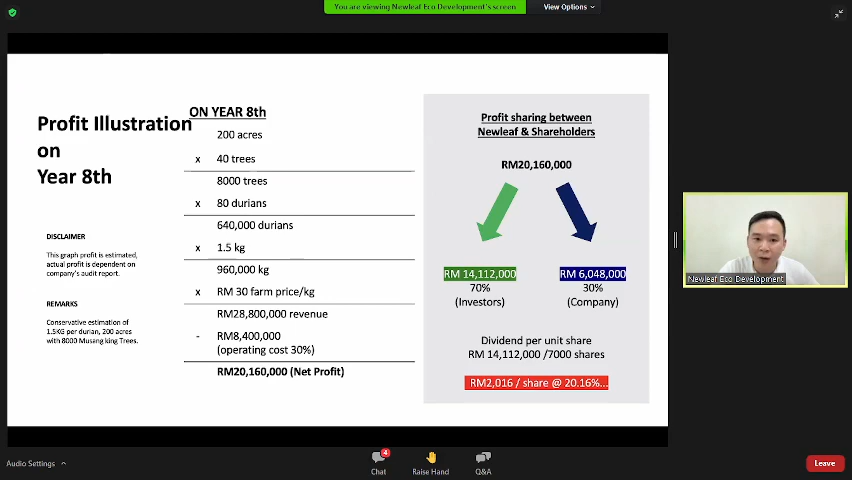 You are viewing Newleaf Eco Development's screen
View Options
Profit Illustration
on
Year 8th
DISCLAIMER
This graph profit is estimated,
actual profit is dependent on
company's audit report.
REMARKS
Conservative estimation of
1.5KG per durian, 200 acres
with 8000 Musang king Trees.
ON YEAR 8th
200 acres
x 40 trees
8000 trees
x 80 durians
640,000 durians
x 1.5 kg
960,000 kg
x RM 30 farm price/kg
RM28,800,000 revenue
- RM8,400,000
(operating cost 30%)
RM20,160,000 (Net Profit)
Profit sharing between
Newleaf & Shareholders
RM20,160,000
RM 14,112,000
70%
(Investors)
RM 6,048,000
30%
(Company)
Dividend per unit share
RM 14,112,000 /7000 shares
RM2,016 / share @ 20.16%...
Newleaf Eco Development
Audio Settings
4
Chat
Raise Hand
Q&A
Leave